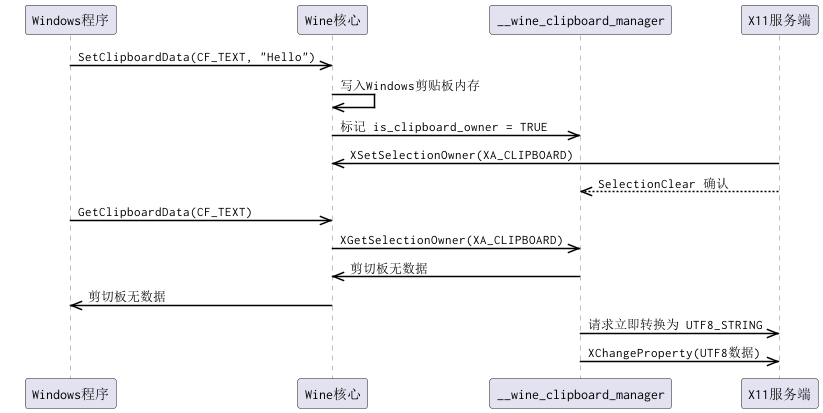 Windows程序
Wine核心
__wine_clipboard_manager
X11服务端
SetClipboardData(CF_TEXT, "Hello")
写入Windows剪贴板内存
标记 is_clipboard_owner = TRUE
XSetSelectionOwner(XA_CLIPBOARD)
SelectionClear 确认
GetClipboardData(CF_TEXT)
XGetSelectionOwner(XA_CLIPBOARD)
剪切板无数据
剪切板无数据
请求立即转换为 UTF8_STRING
XChangeProperty(UTF8数据)
Windows程序
Wine核心
__wine_clipboard_manager
X11服务端